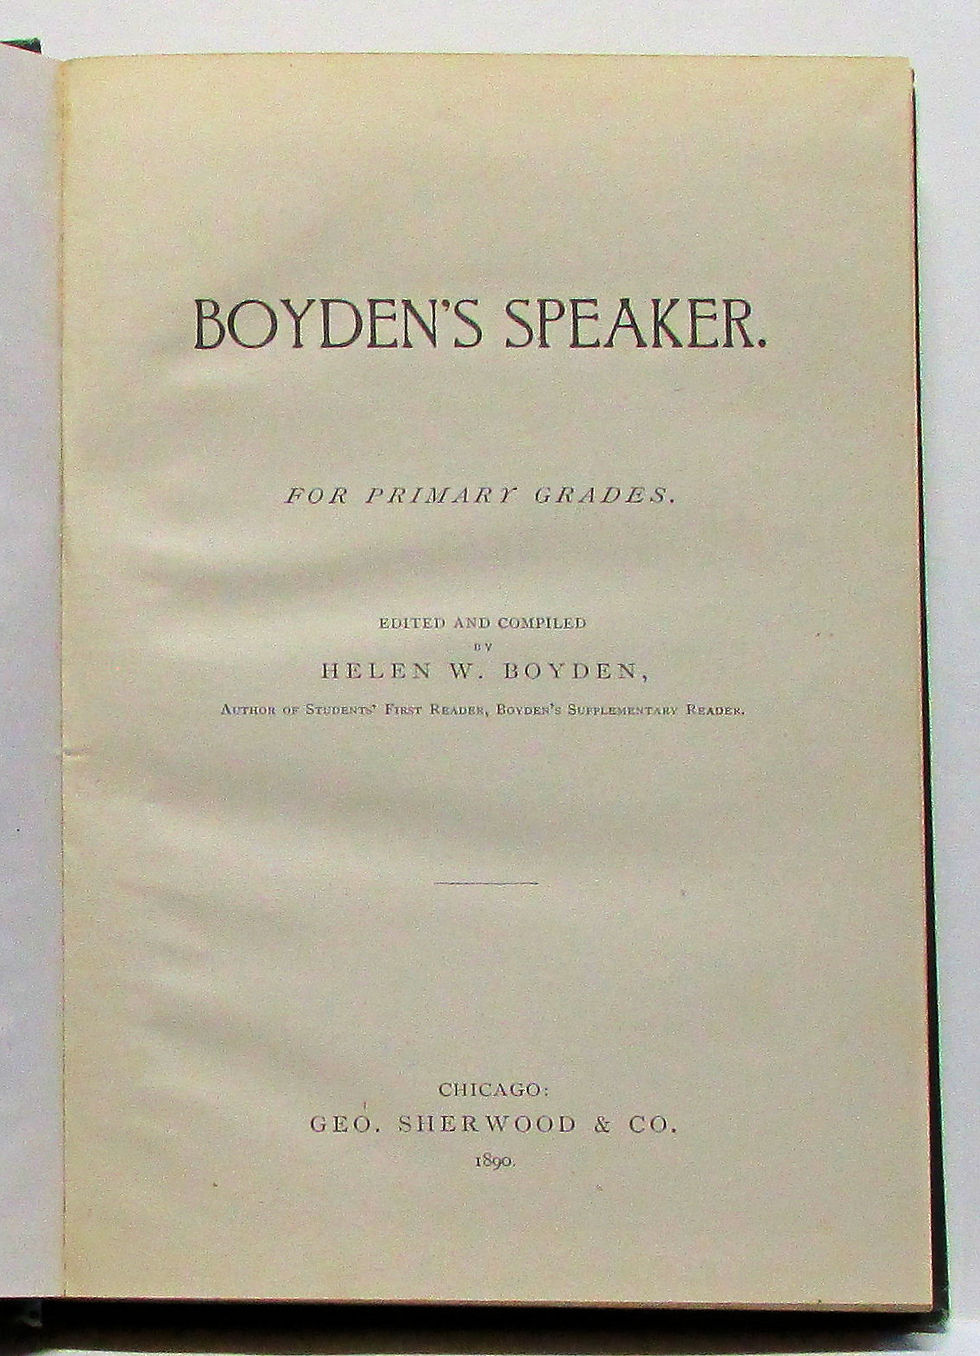 BOYDEN'S SPEAKER.
FOR PRIMARY GRADES.
EDITED AND COMPILED
BY
HELEN W. BOYDEN,
AUTHOR OF STUDENTS' FIRST READER, BOYDEN'S SUPPLEMENTARY READER.
CHICAGO:
GEO. SHERWOOD & CO.
1890.